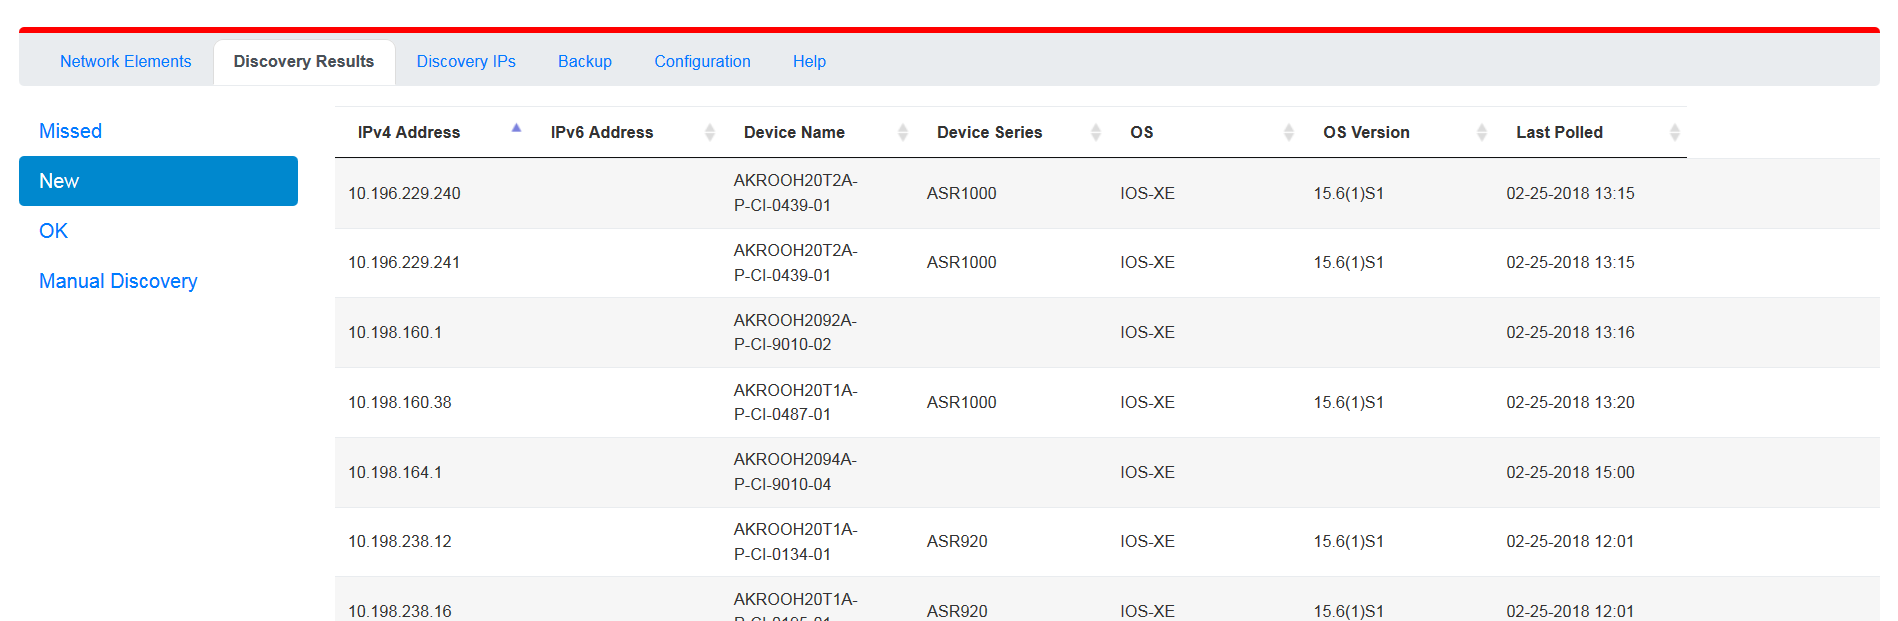 Network Elements Discovery Results Discovery IPs Backup Configuration Help
Missed
New
OK
Manual Discovery
IPv4 Address IPv6 Address Device Name Device Series OS OS Version Last Polled
10.196.229.240 AKROOH20T2A- ASR1000 IOS-XE 15.6(1)S1 02-25-2018 13:15
P-CI-0439-01
10.196.229.241 AKROOH20T2A- ASR1000 IOS-XE 15.6(1)S1 02-25-2018 13:15
P-CI-0439-01
10.198.160.1 AKROOH2092A- IOS-XE 02-25-2018 13:16
P-CI-9010-02
10.198.160.38 AKROOH20T1A- ASR1000 IOS-XE 15.6(1)S1 02-25-2018 13:20
P-CI-0487-01
10.198.164.1 AKROOH2094A- IOS-XE 02-25-2018 15:00
P-CI-9010-04
10.198.238.12 AKROOH20T1A- ASR920 IOS-XE 15.6(1)S1 02-25-2018 12:01
P-CI-0134-01
10.198.238.16 AKROOH20T1A- ASR920 IOS-XE 15.6(1)S1 02-25-2018 12:01